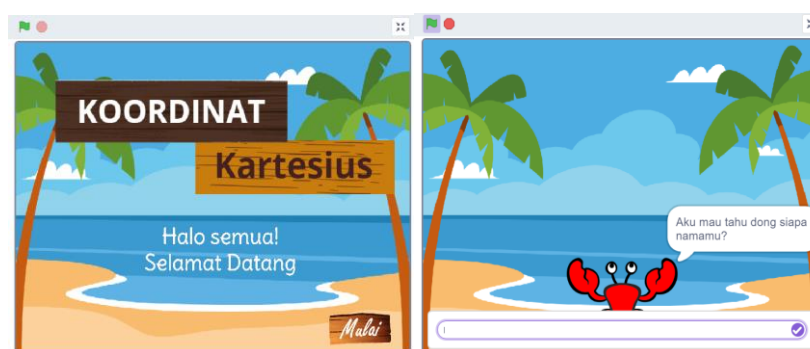 KOORDINAT
Kartesius
Halo semua!
Selamat Datang
Mulai
Aku mau tahu dong siapa
namamu?